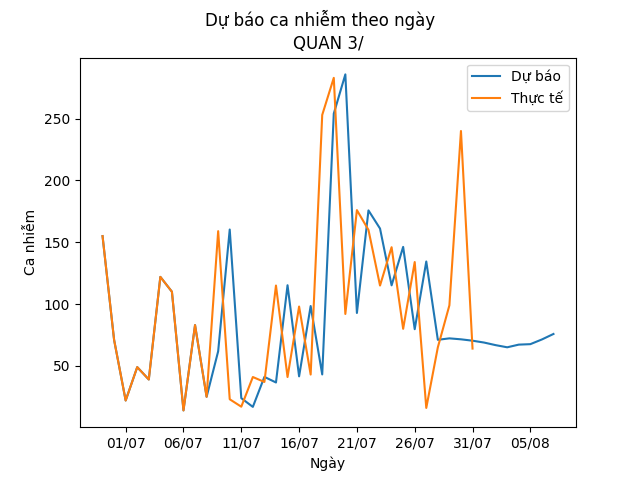 Dự báo ca nhiễm theo ngày
QUAN 3/
Dự báo
Thực tế
Ca nhiễm
250
200
150
100
50
01/07 06/07 11/07 16/07 21/07 26/07 31/07 05/08
Ngày